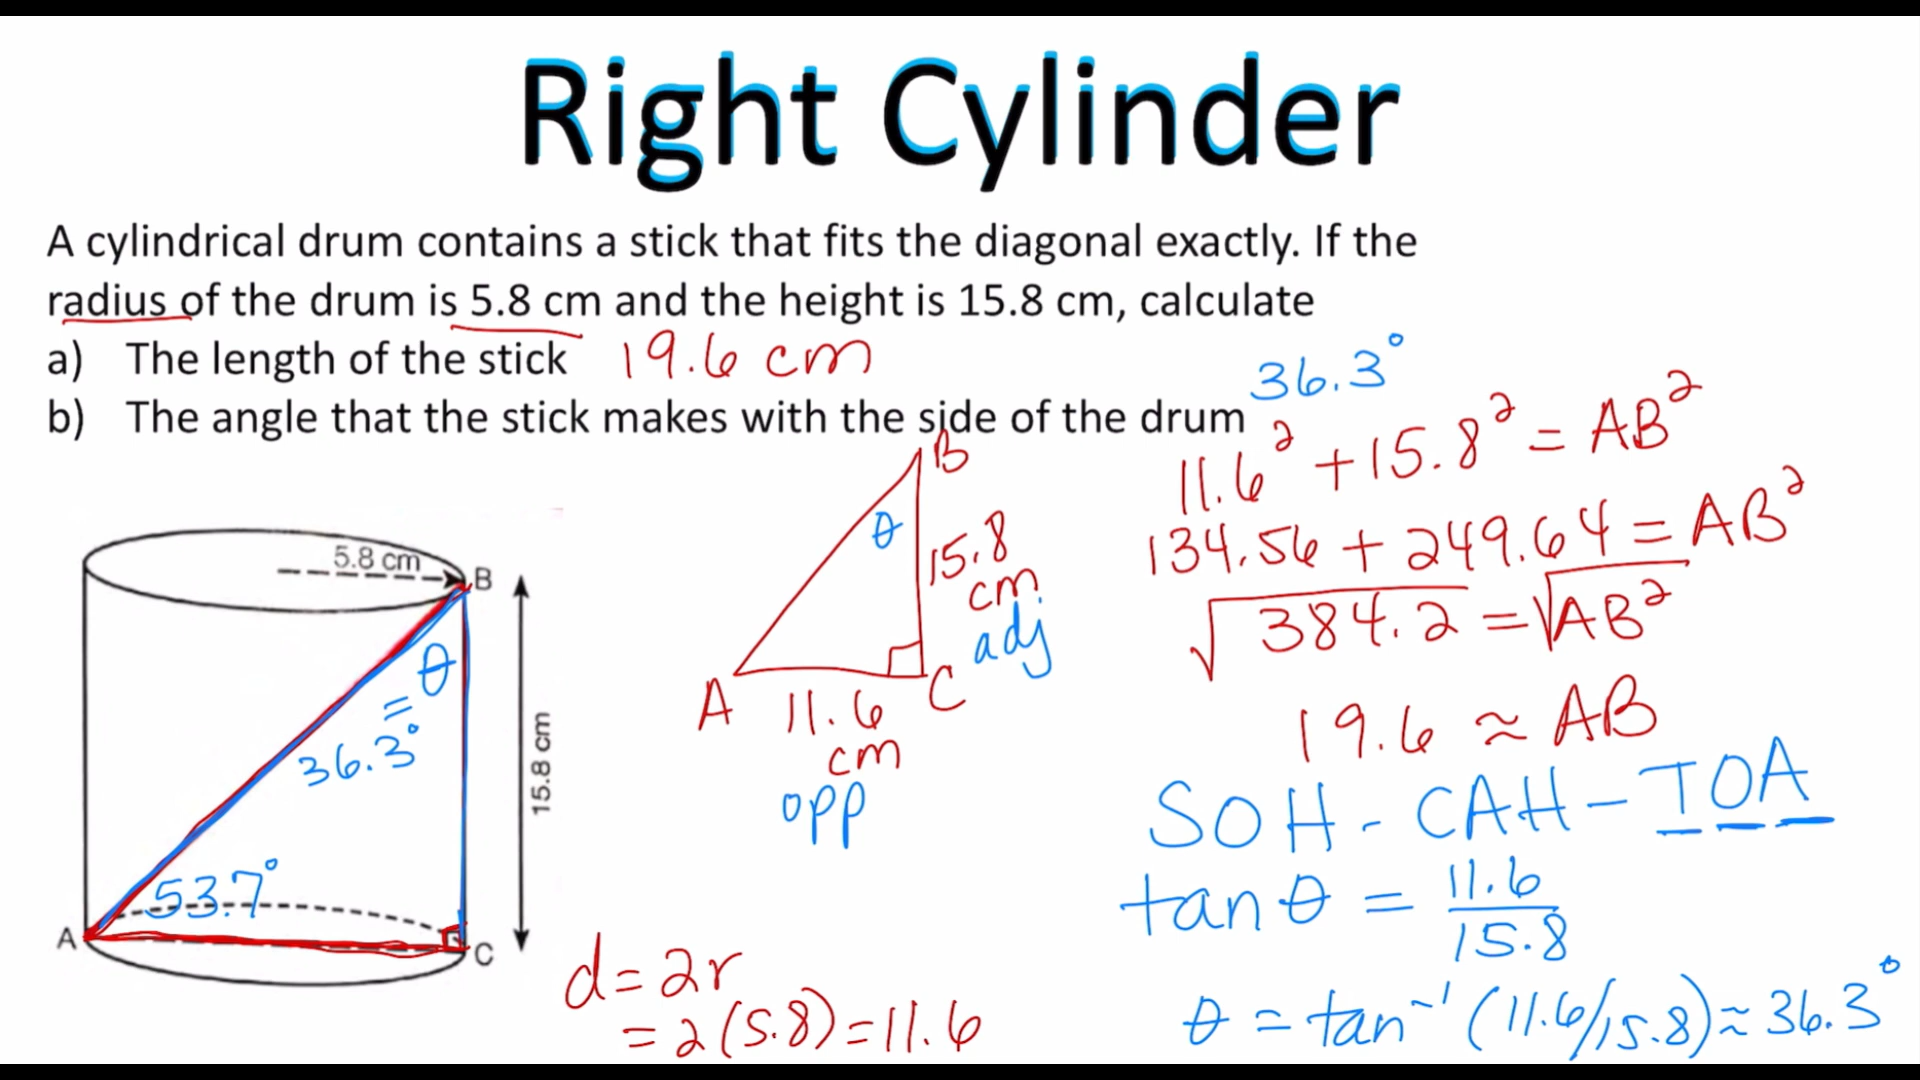 Right Cylinder
A cylindrical drum contains a stick that fits the diagonal exactly. If the
radius of the drum is 5.8 cm and the height is 15.8 cm, calculate
a) The length of the stick 19.6 cm
b) The angle that the stick makes with the side of the drum 36.3°
5.8 cm
B
θ
=
36.3°
53.7°
A
C
15.8 cm
d = 2r
= 2(5.8) = 11.6
B
θ
15.8
cm
adj
A 11.6 C
cm
opp
11.6² + 15.8² = AB²
134.56 + 249.64 = AB²
√384.2 = √AB²
19.6 ≈ AB
SOH - CAH - TOA
tan θ = 11.6/15.8
θ = tan⁻¹ (11.6/15.8) ≈ 36.3°